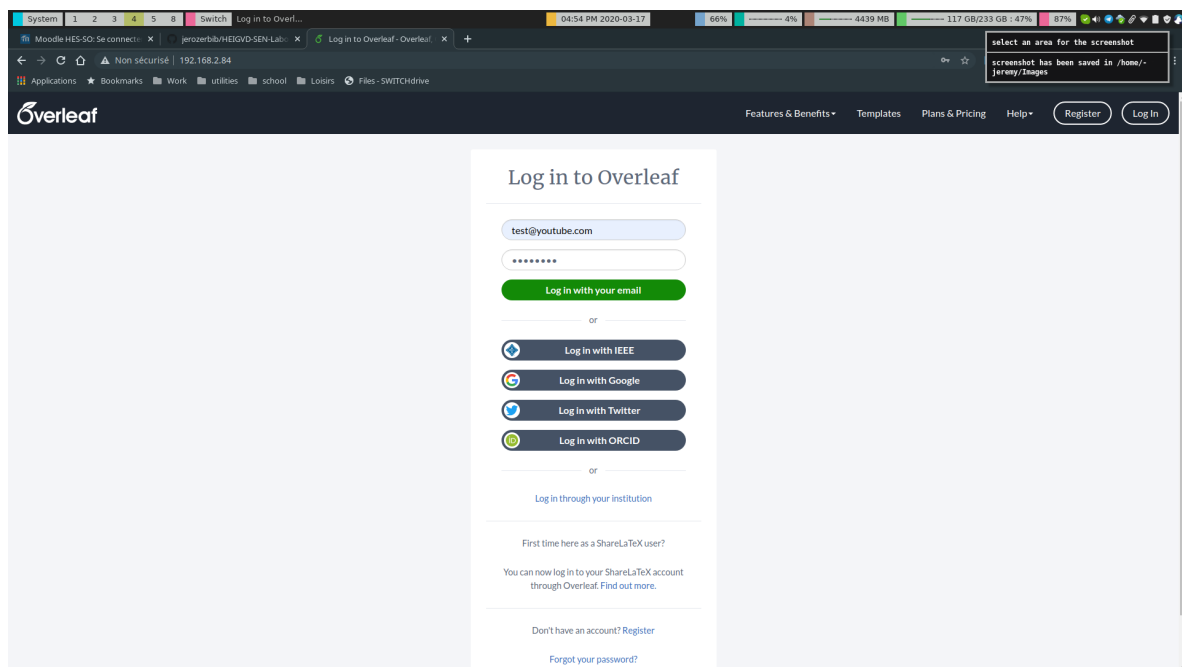 System 1 2 3 4 5 8 Switch Log in to Overl... 04:54 PM 2020-03-17 66% 4% 4439 MB 117 GB/233 GB : 47% 87%
Moodle HES-SO: Se connecte jerozerbib/HEIGVD-SEN-Labo Log in to Overleaf - Overleaf,
select an area for the screenshot
Non sécurisé | 192.168.2.84
screenshot has been saved in /home/-
jeremy/Images
Applications Bookmarks Work utilities school Loisirs Files - SWITCHdrive
Overleaf Features & Benefits Templates Plans & Pricing Help Register Log In
Log in to Overleaf
test@youtube.com
Log in with your email
or
Log in with IEEE
Log in with Google
Log in with Twitter
Log in with ORCID
or
Log in through your institution
First time here as a ShareLaTeX user?
You can now log in to your ShareLaTeX account
through Overleaf. Find out more.
Don't have an account? Register
Forgot your password?